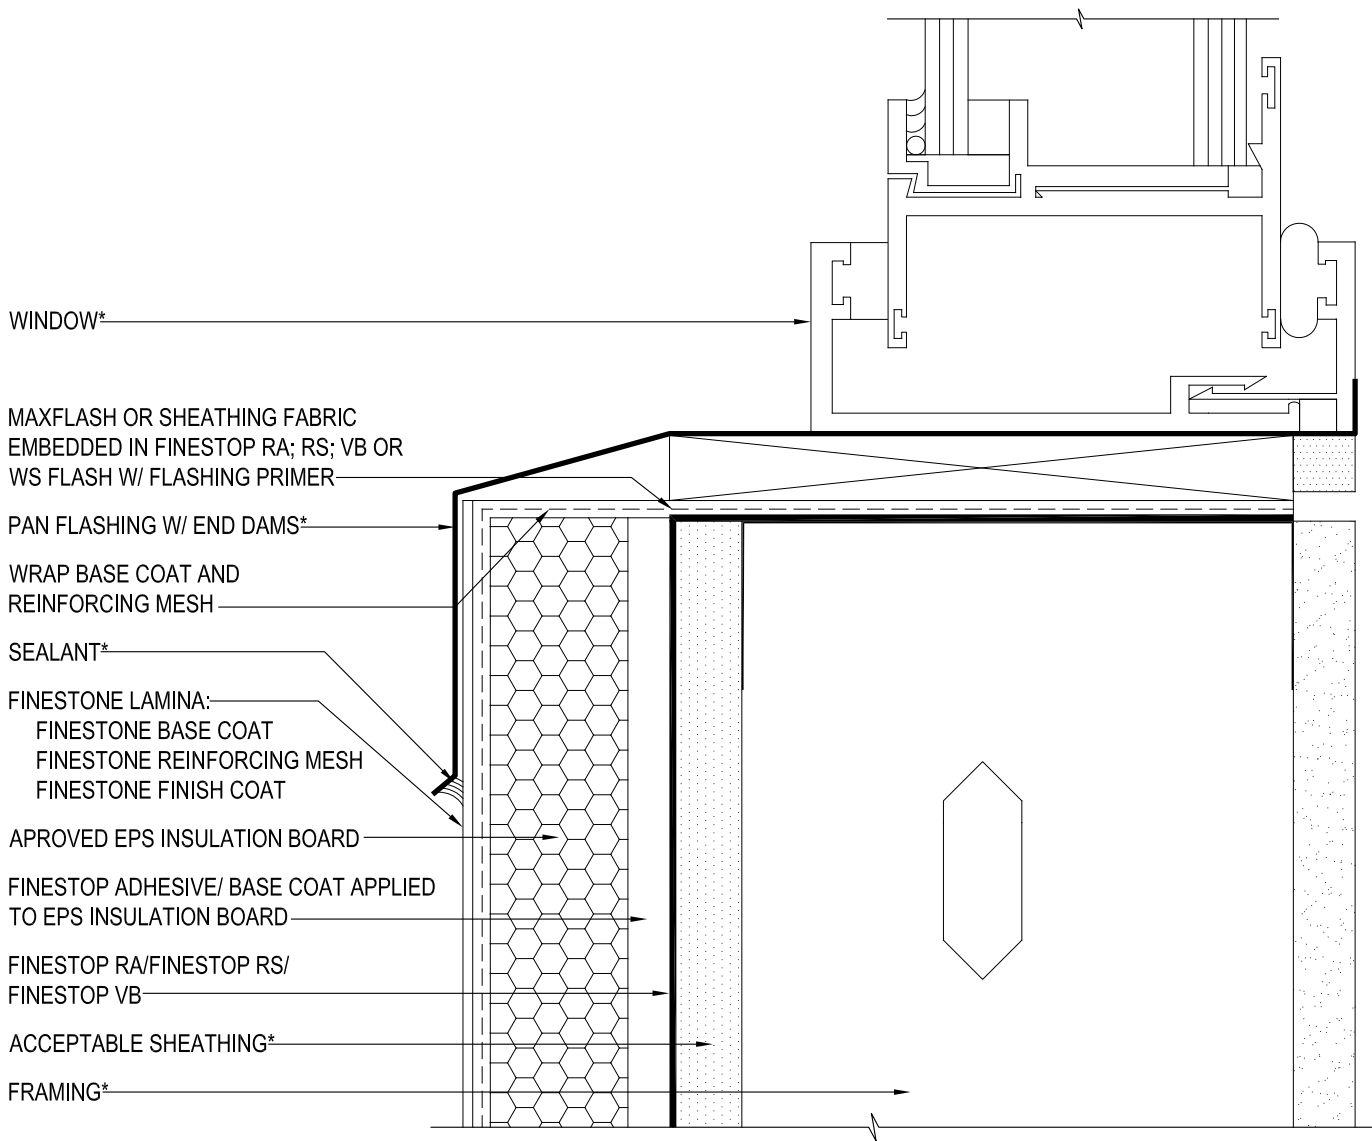 WINDOW*
MAXFLASH OR SHEATHING FABRIC
EMBEDDED IN FINESTOP RA; RS; VB OR
WS FLASH W/ FLASHING PRIMER
PAN FLASHING W/ END DAMS*
WRAP BASE COAT AND
REINFORCING MESH
SEALANT*
FINESTONE LAMINA:
FINESTONE BASE COAT
FINESTONE REINFORCING MESH
FINESTONE FINISH COAT
APROVED EPS INSULATION BOARD
FINESTOP ADHESIVE/ BASE COAT APPLIED
TO EPS INSULATION BOARD
FINESTOP RA/FINESTOP RS/
FINESTOP VB
ACCEPTABLE SHEATHING*
FRAMING*